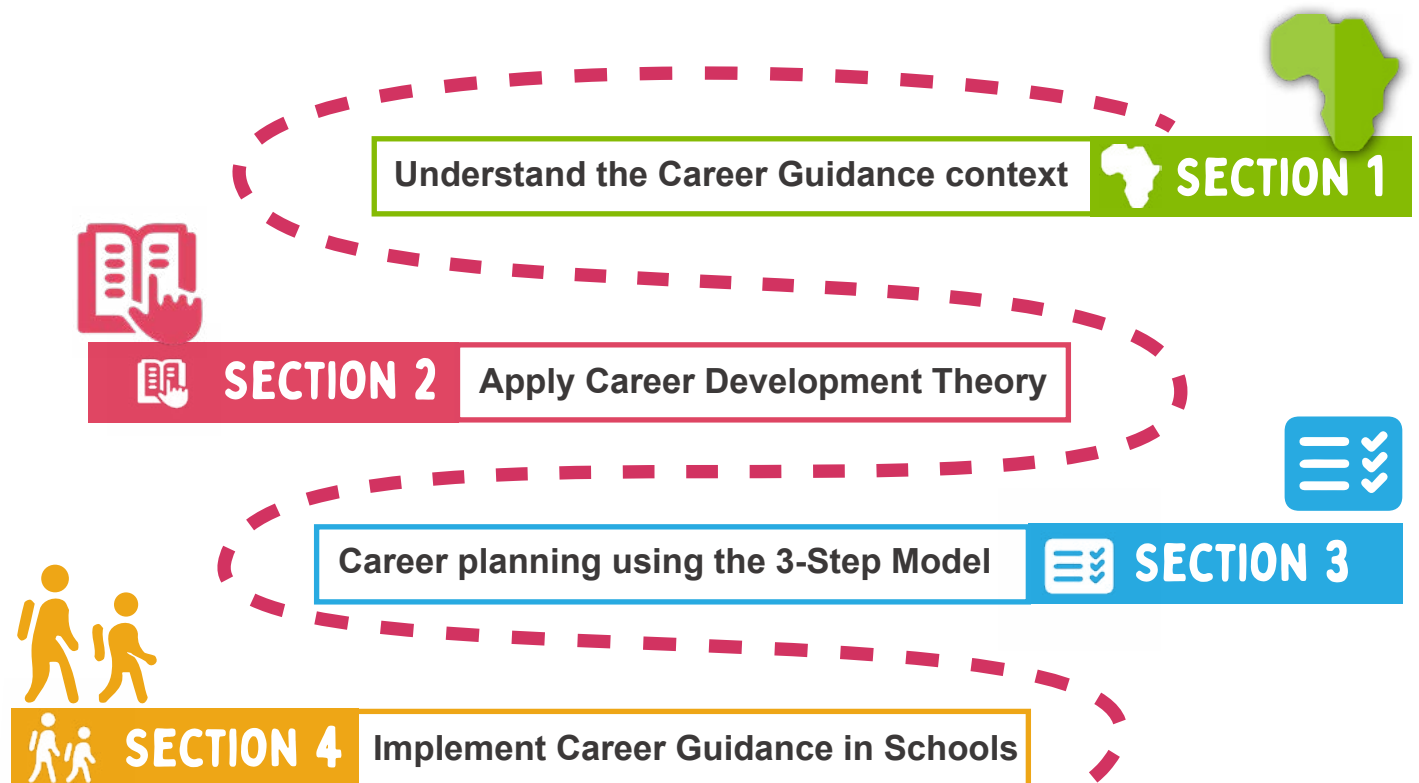 Understand the Career Guidance context SECTION 1
SECTION 2 Apply Career Development Theory
Career planning using the 3-Step Model SECTION 3
SECTION 4 Implement Career Guidance in Schools